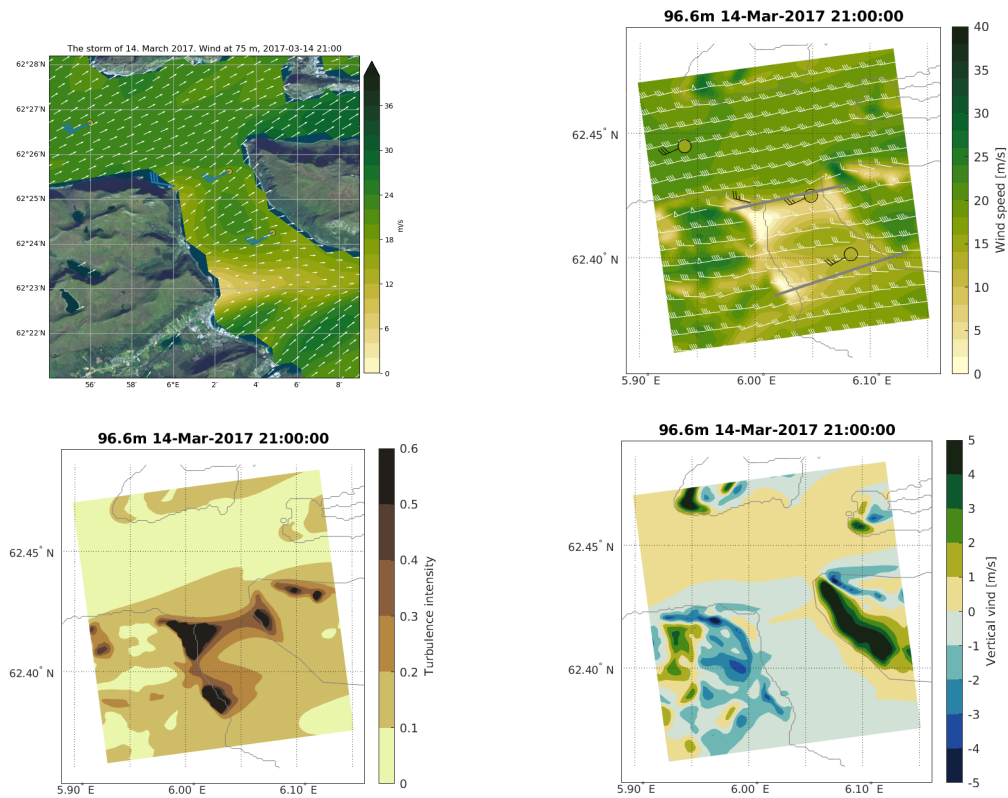 The storm of 14. March 2017. Wind at 75 m, 2017-03-14 21:00
62°28'N
62°27'N
62°26'N
62°25'N
62°24'N
62°23'N
62°22'N
56'
58'
6°E
2'
4'
6'
8'
36
30
24
18
12
6
0
m/s
96.6m 14-Mar-2017 21:00:00
62.45° N
62.40° N
5.90° E
6.00° E
6.10° E
40
35
30
25
20
15
10
5
0
Wind speed [m/s]
96.6m 14-Mar-2017 21:00:00
62.45° N
62.40° N
5.90° E
6.00° E
6.10° E
0.6
0.5
0.4
0.3
0.2
0.1
0
Turbulence intensity
96.6m 14-Mar-2017 21:00:00
62.45° N
62.40° N
5.90° E
6.00° E
6.10° E
5
4
3
2
1
0
-1
-2
-3
-4
-5
Vertical vind [m/s]